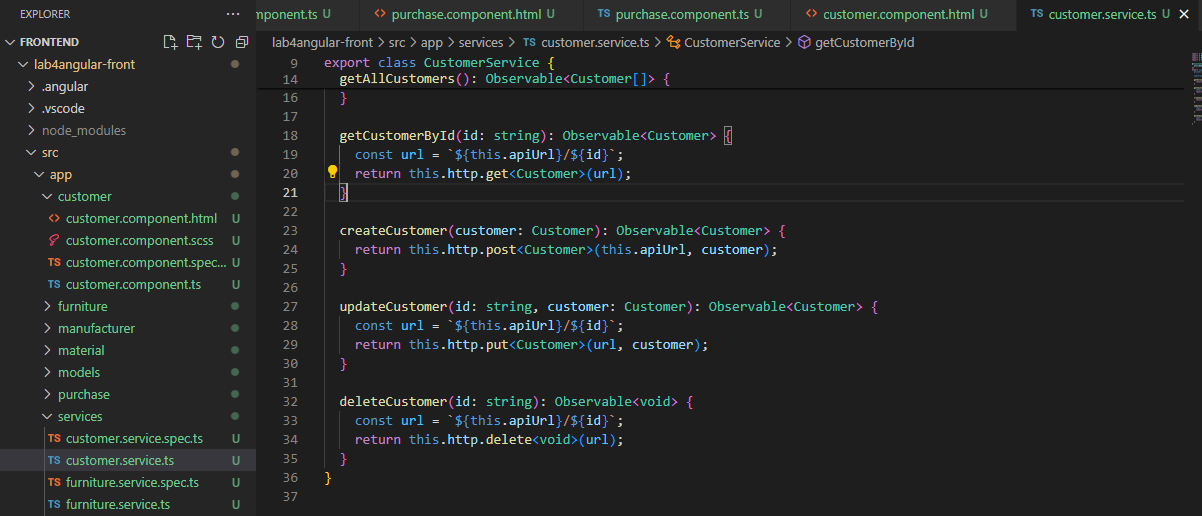 EXPLORER
mponent.ts U
<> purchase.component.html U
TS purchase.component.ts U
<> customer.component.html U
TS customer.service.ts U
FRONTEND
lab4angular-front > src > app > services > TS customer.service.ts > CustomerService > getCustomerById
lab4angular-front
.angular
.vscode
node_modules
src
app
customer
<> customer.component.html U
customer.component.scss U
TS customer.component.spec... U
TS customer.component.ts U
furniture
manufacturer
material
models
purchase
services
TS customer.service.spec.ts U
TS customer.service.ts U
TS furniture.service.spec.ts U
TS furniture.service.ts U
9 export class CustomerService {
14 getAllCustomers(): Observable<Customer[]> {
16 }
17
18 getCustomerById(id: string): Observable<Customer> {
19 const url = `${this.apiUrl}/${id}`;
20 return this.http.get<Customer>(url);
21 }
22
23 createCustomer(customer: Customer): Observable<Customer> {
24 return this.http.post<Customer>(this.apiUrl, customer);
25 }
26
27 updateCustomer(id: string, customer: Customer): Observable<Customer> {
28 const url = `${this.apiUrl}/${id}`;
29 return this.http.put<Customer>(url, customer);
30 }
31
32 deleteCustomer(id: string): Observable<void> {
33 const url = `${this.apiUrl}/${id}`;
34 return this.http.delete<void>(url);
35 }
36 }
37